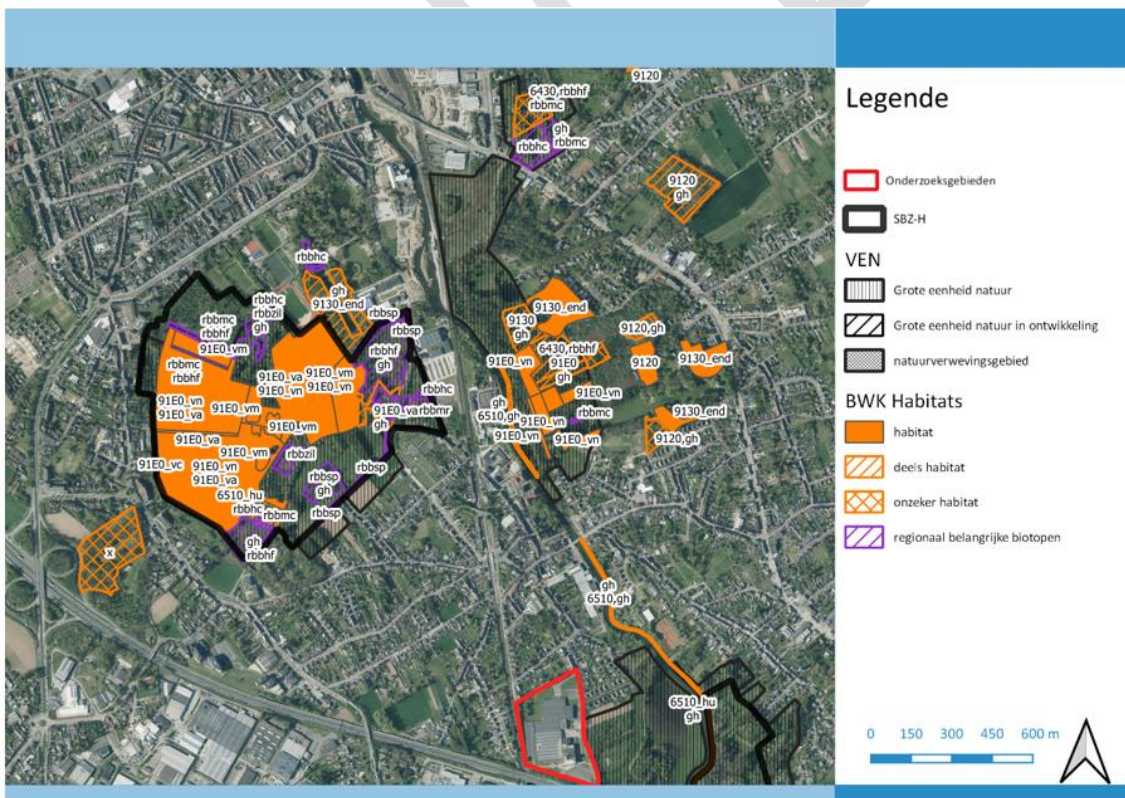 Legende
Onderzoeksgebieden
SBZ-H
VEN
Grote eenheid natuur
Grote eenheid natuur in ontwikkeling
natuurverwevingsgebied
BWK Habitats
habitat
deels habitat
onzeker habitat
regionaal belangrijke biotopen
0 150 300 450 600 m
9120
6430,rbbhf
rbbmc
gh
rbbhc
rbbmc
9120
gh
rbbhc
gh
9130_end
rbbhc
rbbzil
gh
rbbsp
rbbsp
rbbmc
rbbhf
91E0_vm
rbbhf
gh
rbbmc
rbbhf
91E0_va
91E0_vm
91E0_vn
91E0_vn
rbbhc
91E0_vn
91E0_va
91E0_vm
91E0_va
rbbmr
gh
91E0_vm
91E0_va
91E0_vc
91E0_vm
91E0_vn
91E0_va
rbbzil
rbbsp
gh
rbbsp
6510_hu
rbbhc
rbbmc
rbbsp
gh
rbbhf
x
9130_end
9130
gh
9120,gh
6430,rbbhf
91E0
gh
91E0_vn
9120
9130_end
91E0_vn
gh
6510,gh
91E0_vn
rbbmc
91E0_vn
91E0_vn
9130_end
9120,gh
gh
6510,gh
6510_hu
gh